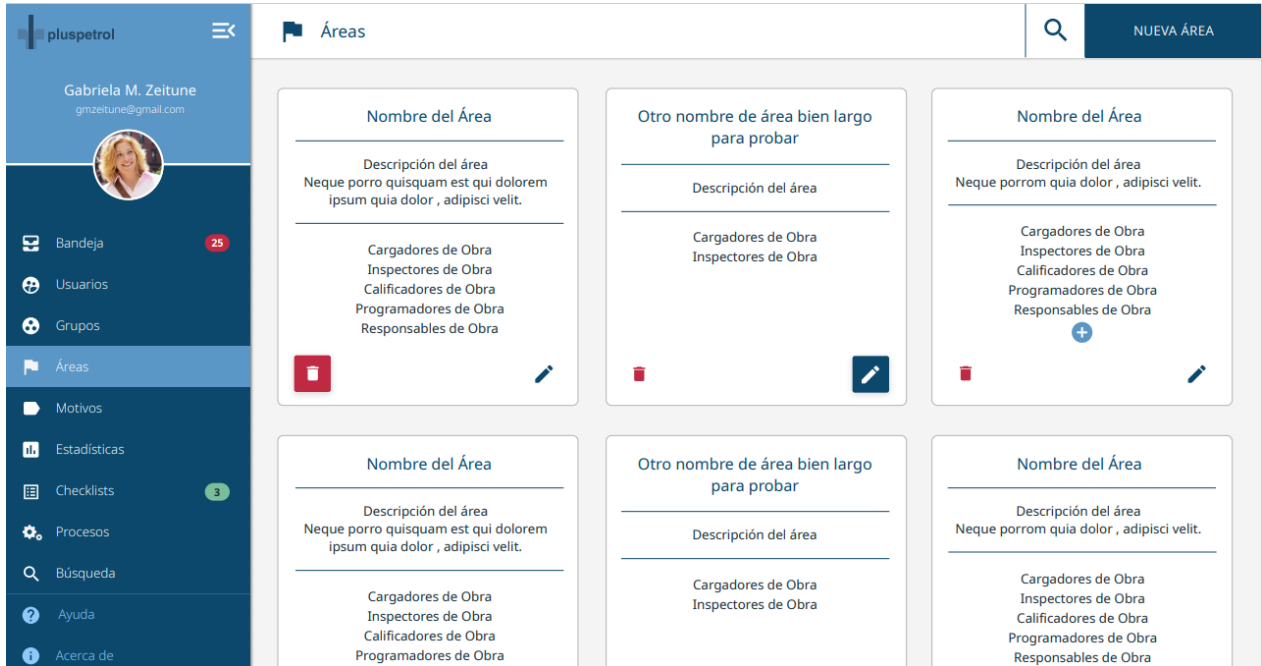 pluspetrol
Gabriela M. Zeitune
gmzeitune@gmail.com
Bandeja 25
Usuarios
Grupos
Áreas
Motivos
Estadísticas
Checklists 3
Procesos
Búsqueda
Ayuda
Acerca de
Áreas
NUEVA ÁREA
Nombre del Área
Descripción del área
Neque porro quisquam est qui dolorem
ipsum quia dolor , adipisci velit.
Cargadores de Obra
Inspectores de Obra
Calificadores de Obra
Programadores de Obra
Responsables de Obra
Otro nombre de área bien largo
para probar
Descripción del área
Cargadores de Obra
Inspectores de Obra
Nombre del Área
Descripción del área
Neque porrom quia dolor , adipisci velit.
Cargadores de Obra
Inspectores de Obra
Calificadores de Obra
Programadores de Obra
Responsables de Obra
Nombre del Área
Descripción del área
Neque porro quisquam est qui dolorem
ipsum quia dolor , adipisci velit.
Cargadores de Obra
Inspectores de Obra
Calificadores de Obra
Programadores de Obra
Otro nombre de área bien largo
para probar
Descripción del área
Cargadores de Obra
Inspectores de Obra
Nombre del Área
Descripción del área
Neque porrom quia dolor , adipisci velit.
Cargadores de Obra
Inspectores de Obra
Calificadores de Obra
Programadores de Obra
Responsables de Obra